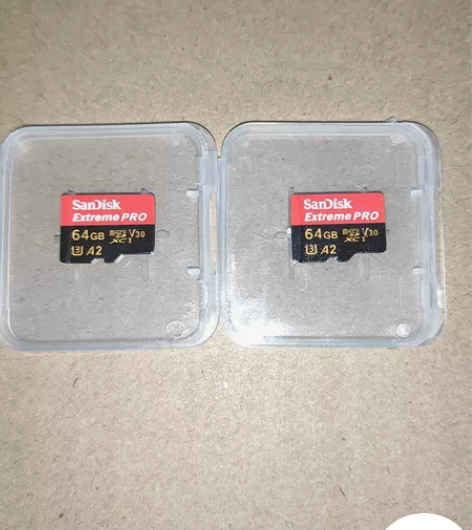 SanDisk
Extreme PRO
64GB microSD V30
XC I
U3 A2
SanDisk
Extreme PRO
64GB microSD V30
XC I
U3 A2